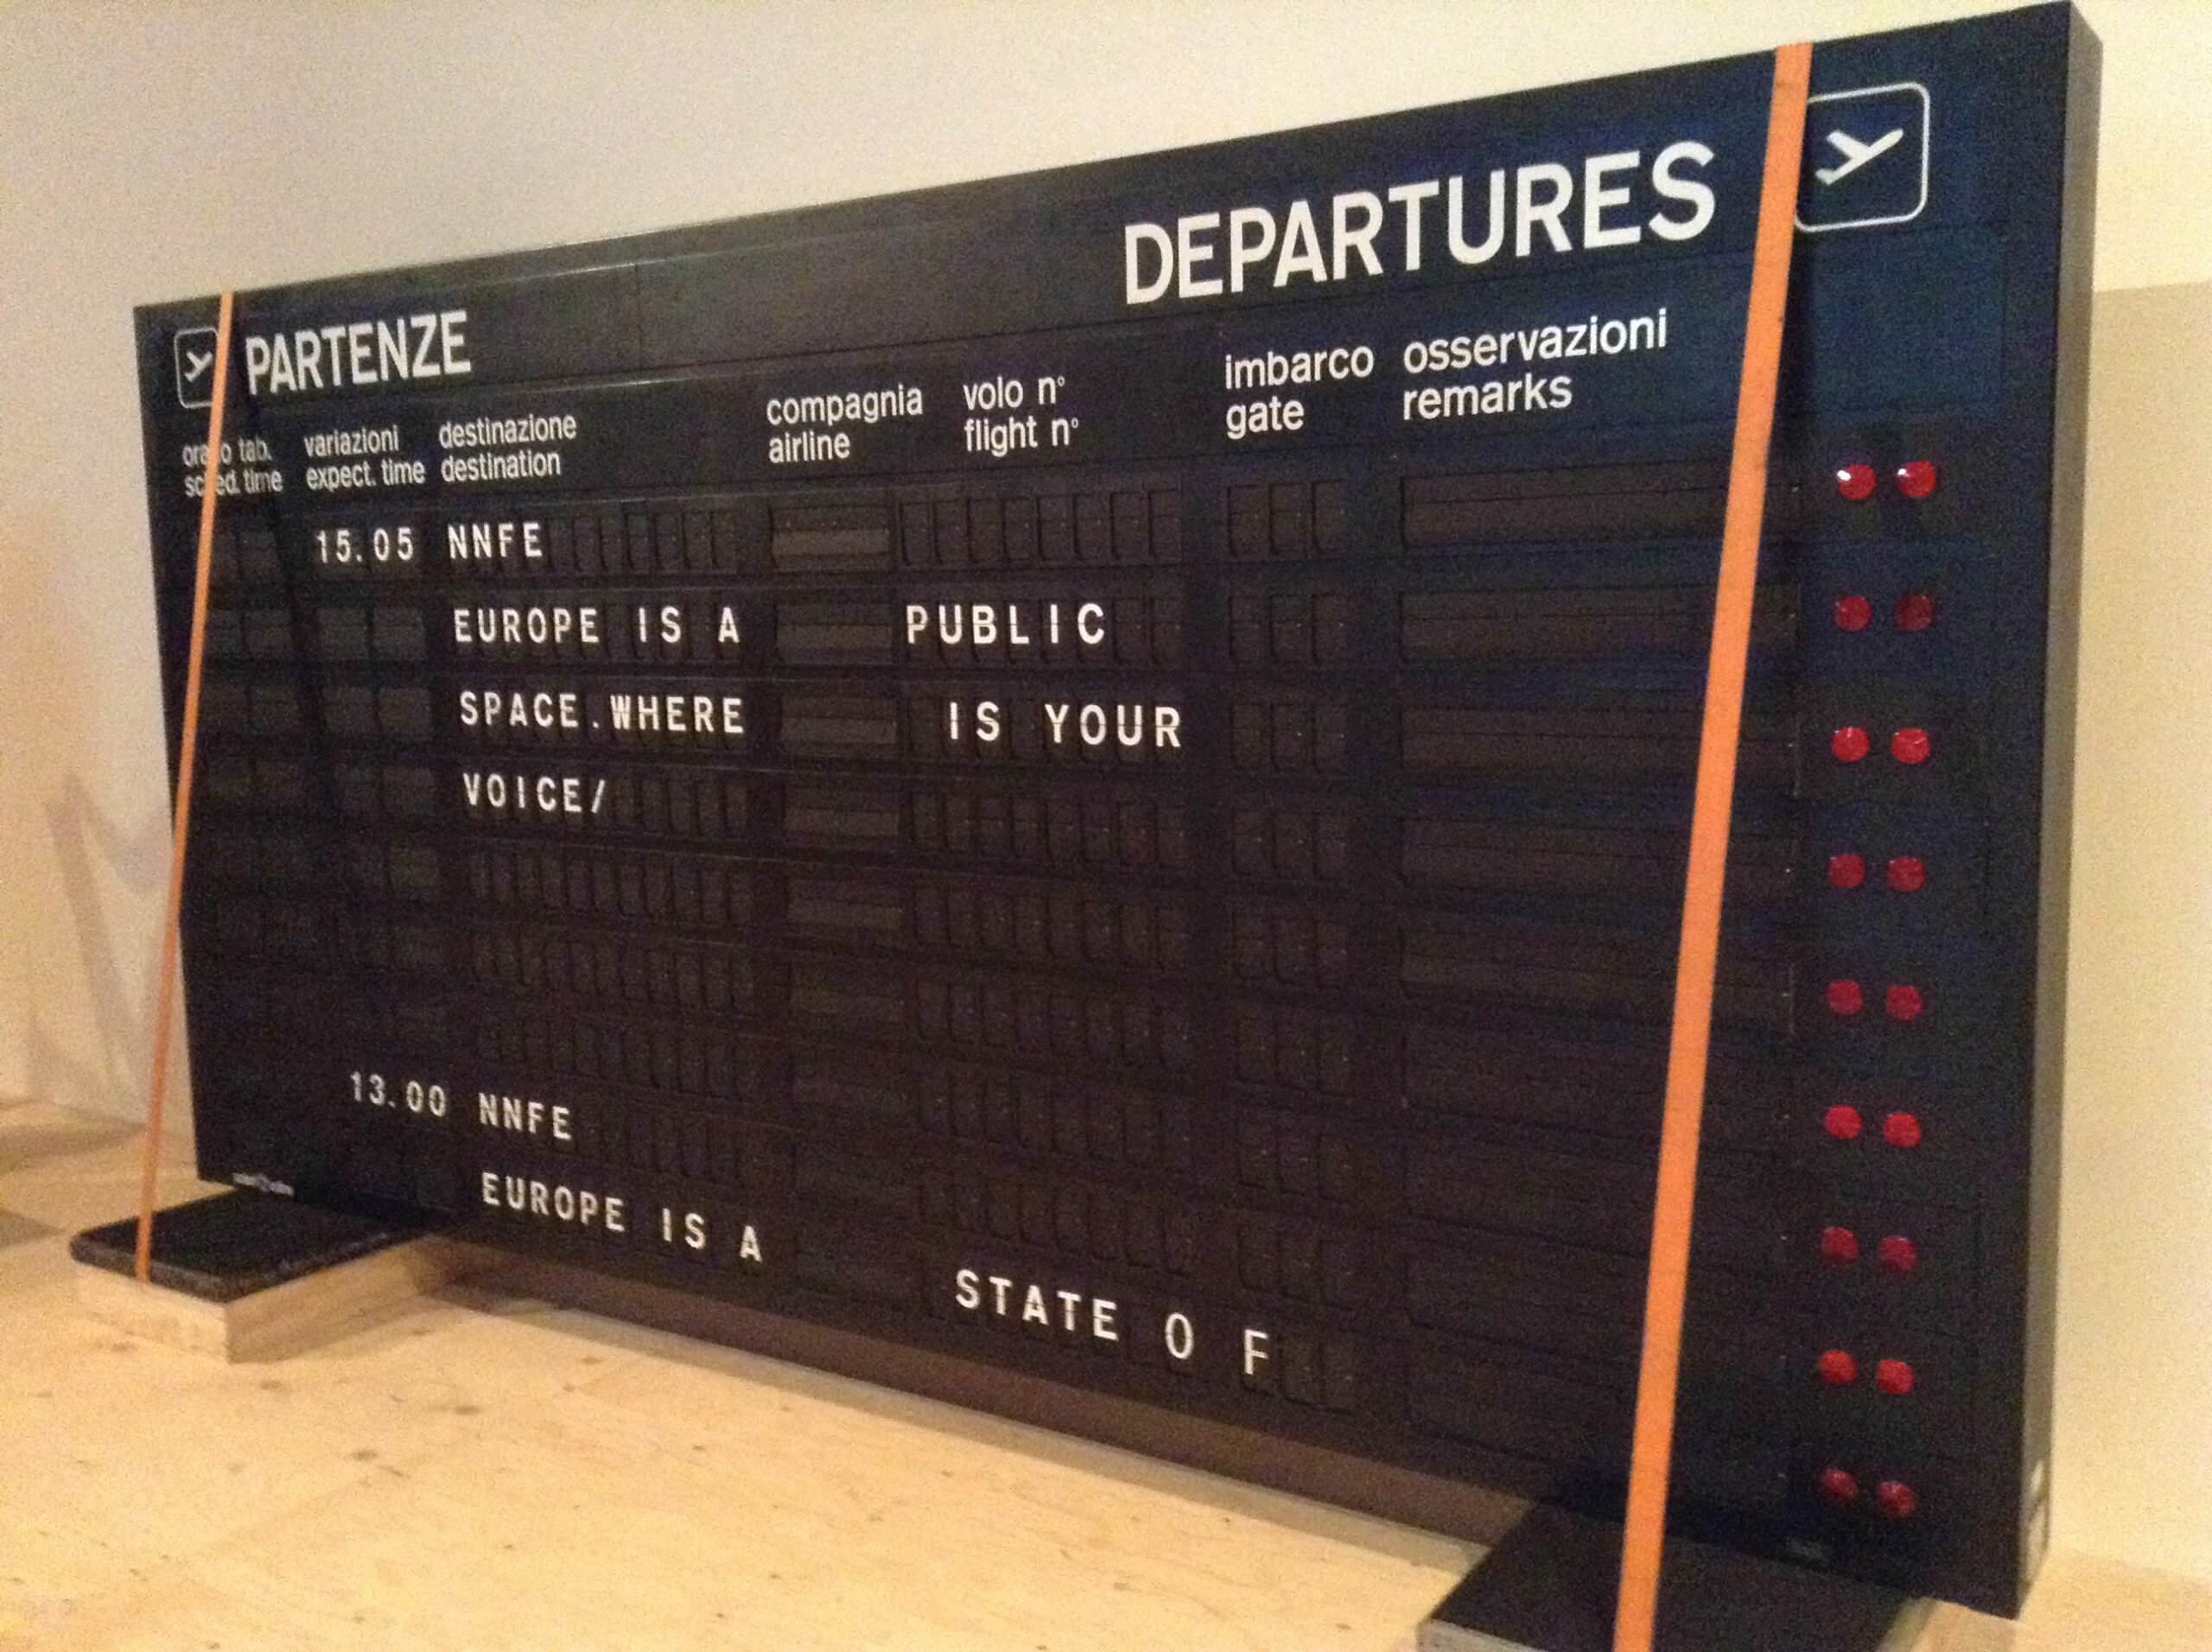 DEPARTURES
PARTENZE
orario tab. variazioni destinazione compagnia volo n° imbarco osservazioni
sched. time expect. time destination airline flight n° gate remarks
15.05 NNFE
EUROPE IS A PUBLIC
SPACE.WHERE IS YOUR
VOICE/
13.00 NNFE
EUROPE IS A
STATE OF